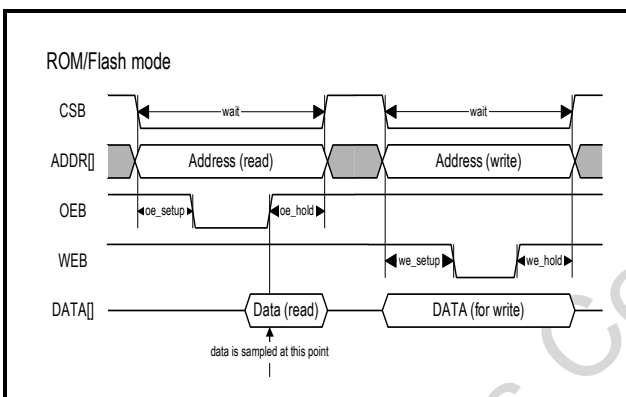 ROM/Flash mode
CSB wait wait
ADDR[] Address (read) Address (write)
OEB oe_setup oe_hold
WEB we_setup we_hold
DATA[] Data (read) DATA (for write)
data is sampled at this point